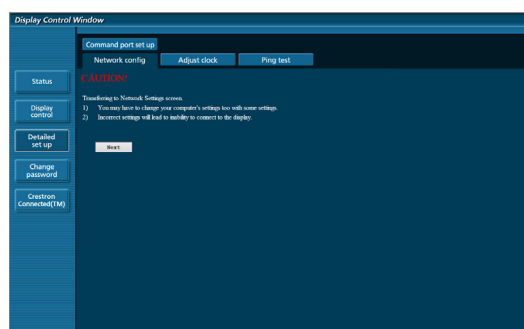 Display Control Window
Command port set up
Network config
Adjust clock
Ping test
Status
CAUTION!
Transfering to Network Settings screen.
1) You may have to change your computer's settings too with some settings.
2) Incorrect settings will lead to inability to connect to the display.
Display
control
Detailed
set up
Next
Change
password
Crestron
Connected(TM)